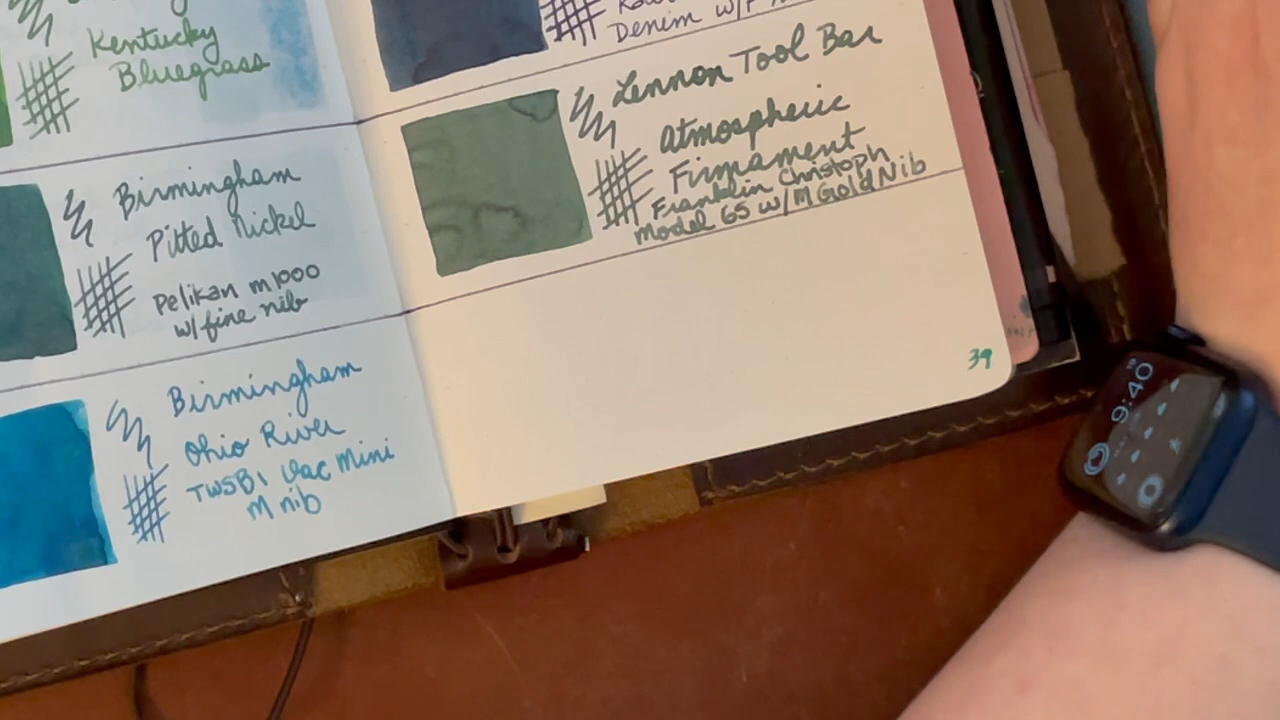 Kentucky
Bluegrass
Birmingham
Pitted Nickel
Pelikan m1000
w/fine nib
Birmingham
Ohio River
TWSBI Vac Mini
M nib
Denim w/F
Lennon Tool Bar
Atmospheric
Firmament
Franklin Christoph
Model 65 w/M Gold Nib
39
9:40